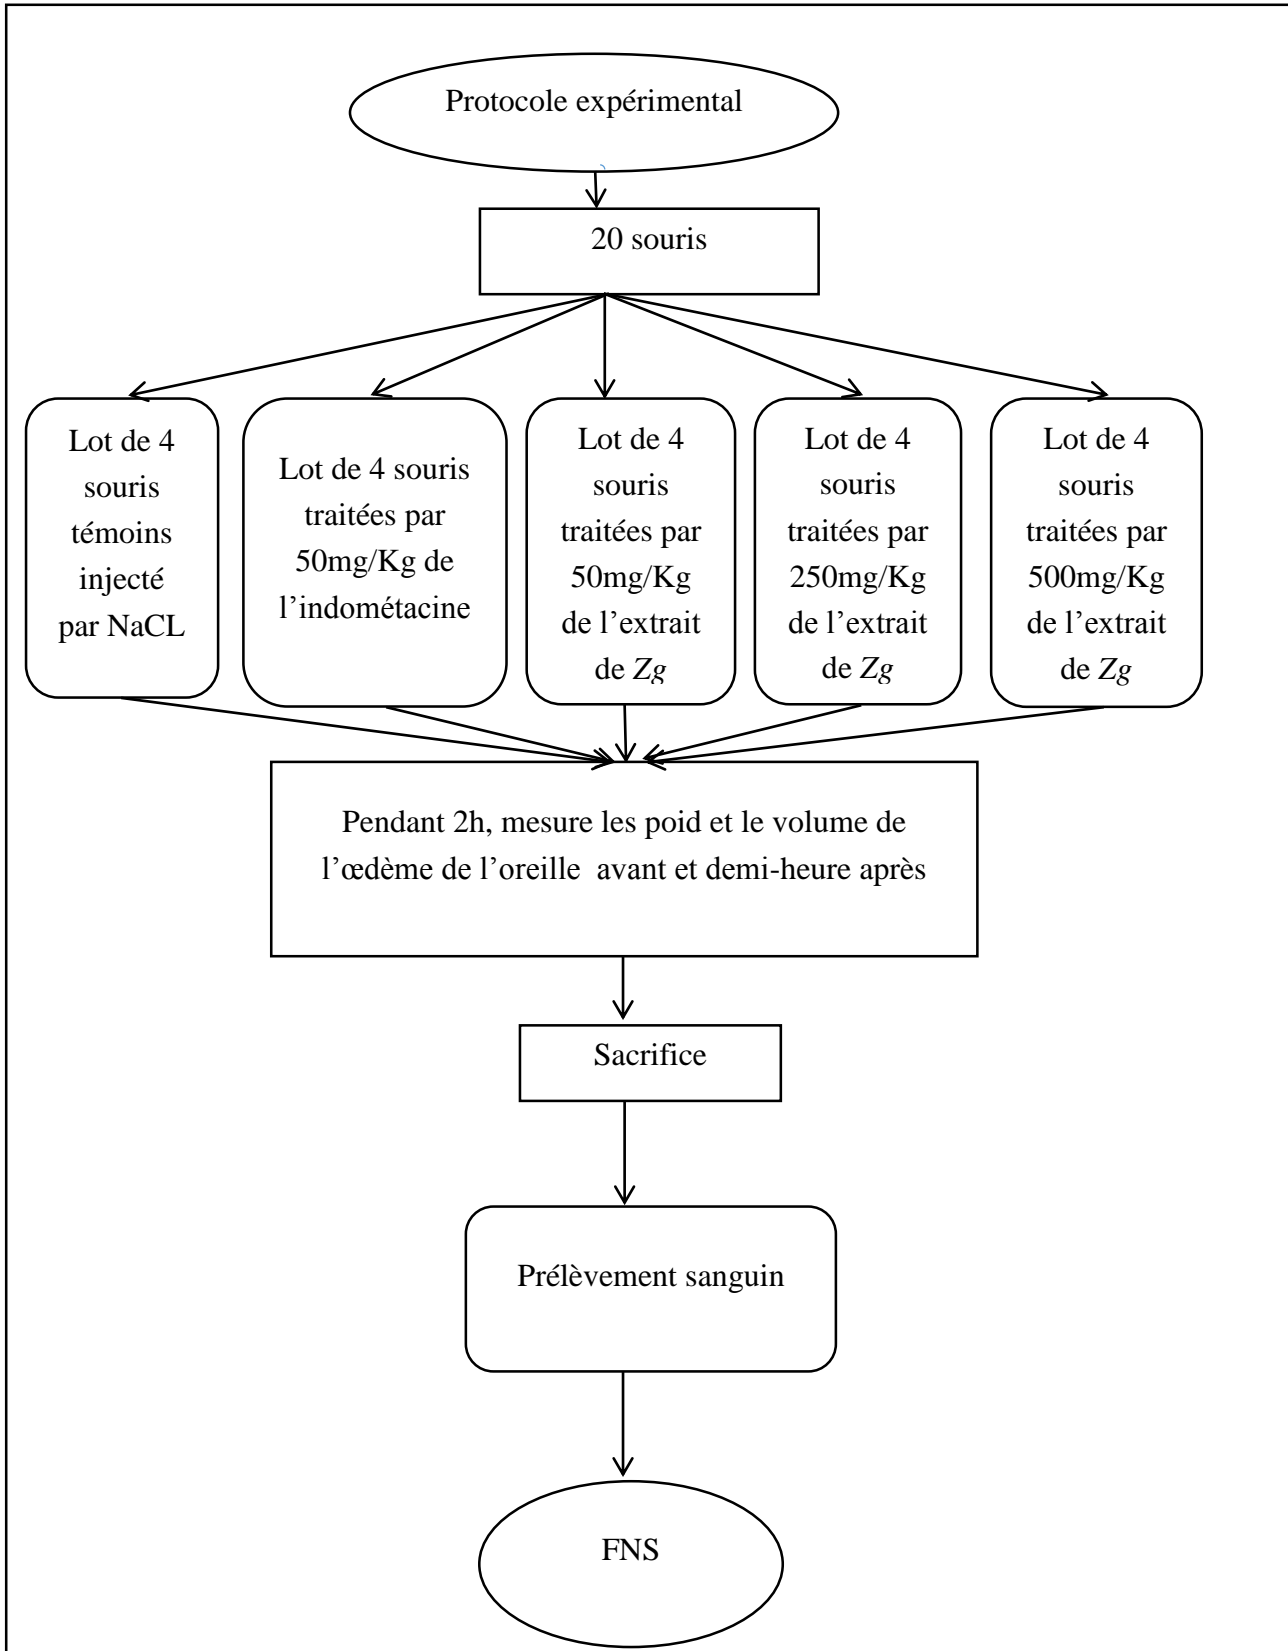 Protocole expérimental
20 souris
Lot de 4
souris
témoins
injecté
par NaCL
Lot de 4 souris
traitées par
50mg/Kg de
l’indométacine
Lot de 4
souris
traitées par
50mg/Kg
de l’extrait
de Zg
Lot de 4
souris
traitées par
250mg/Kg
de l’extrait
de Zg
Lot de 4
souris
traitées par
500mg/Kg
de l’extrait
de Zg
Pendant 2h, mesure les poid et le volume de
l’œdème de l’oreille avant et demi-heure après
Sacrifice
Prélèvement sanguin
FNS